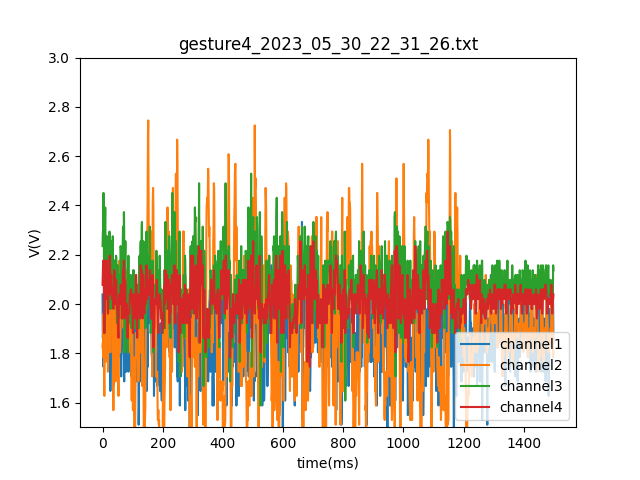 gesture4_2023_05_30_22_31_26.txt
3.0
2.8
2.6
2.4
2.2
2.0
1.8
1.6
V(V)
channel1
channel2
channel3
channel4
0 200 400 600 800 1000 1200 1400
time(ms)